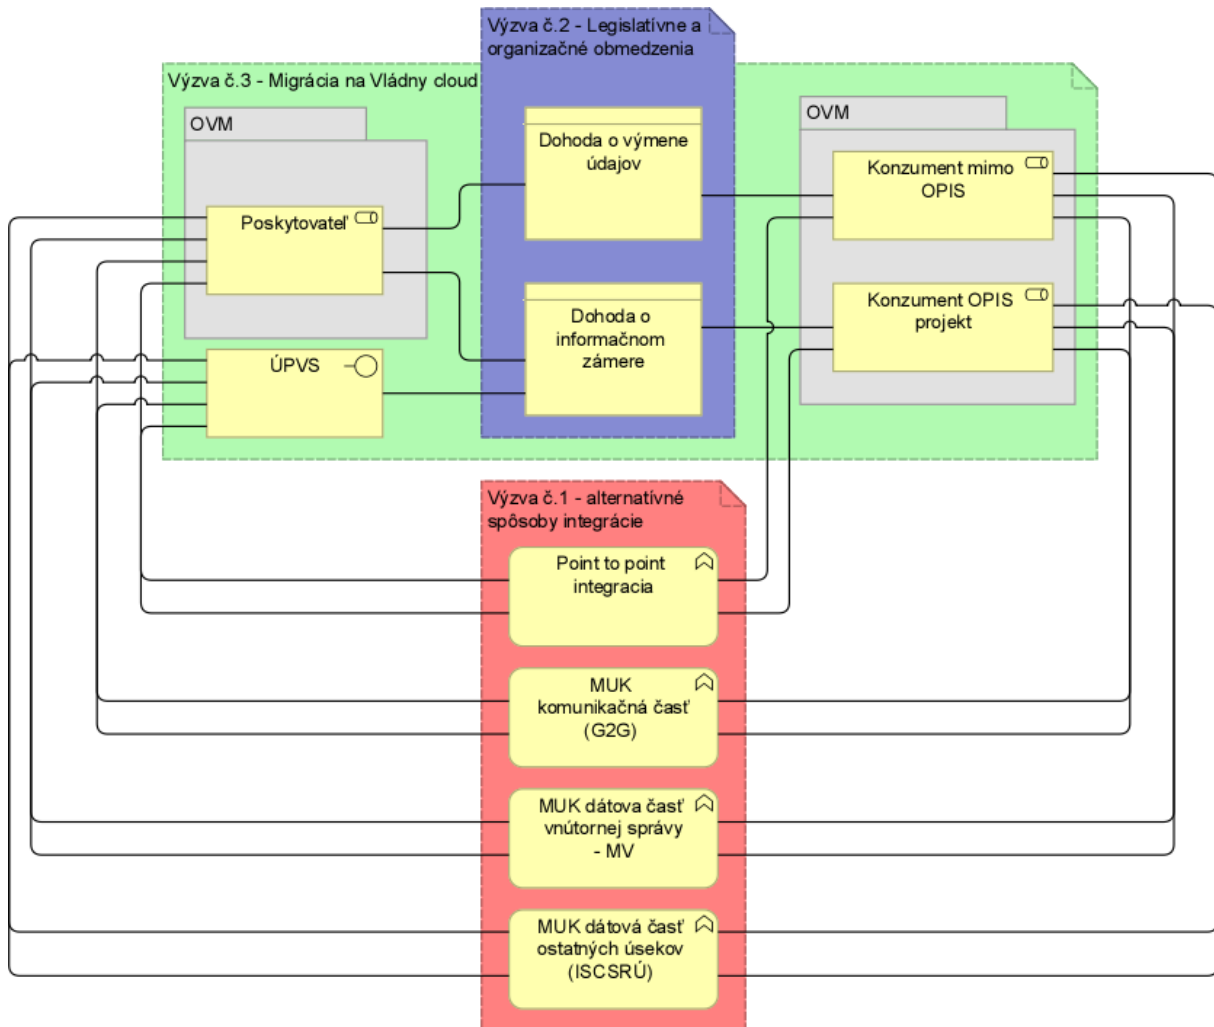 Výzva č.2 - Legislatívne a
organizačné obmedzenia
Výzva č.3 - Migrácia na Vládny cloud
OVM
OVM
Dohoda o výmene
údajov
Konzument mimo
OPIS
Poskytovateľ
Dohoda o
informačnom
zámere
Konzument OPIS
projekt
ÚPVS
Výzva č.1 - alternatívné
spôsoby integrácie
Point to point
integracia
MUK
komunikačná časť
(G2G)
MUK dátova časť
vnútornej správy
- MV
MUK dátová časť
ostatných úsekov
(ISCSRÚ)